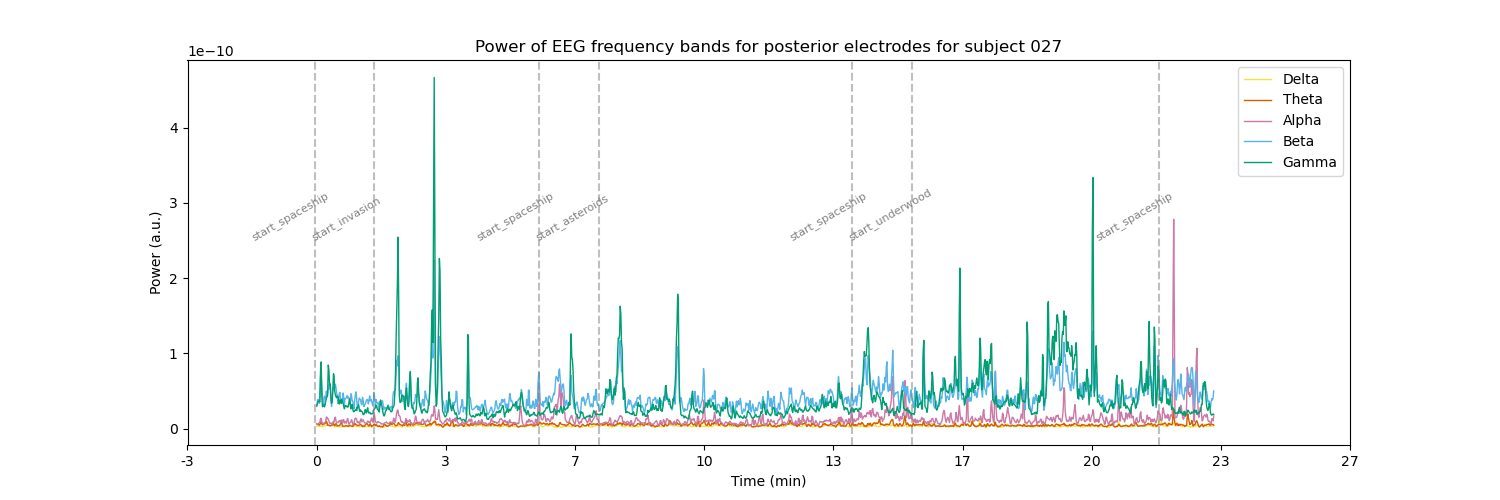 Power of EEG frequency bands for posterior electrodes for subject 027
1e−10
Delta
Theta
Alpha
Beta
Gamma
4
3
2
1
0
Power (a.u.)
start_spaceship
start_invasion
start_spaceship
start_asteroids
start_spaceship
start_underwood
start_spaceship
-3
0
3
7
10
13
17
20
23
27
Time (min)